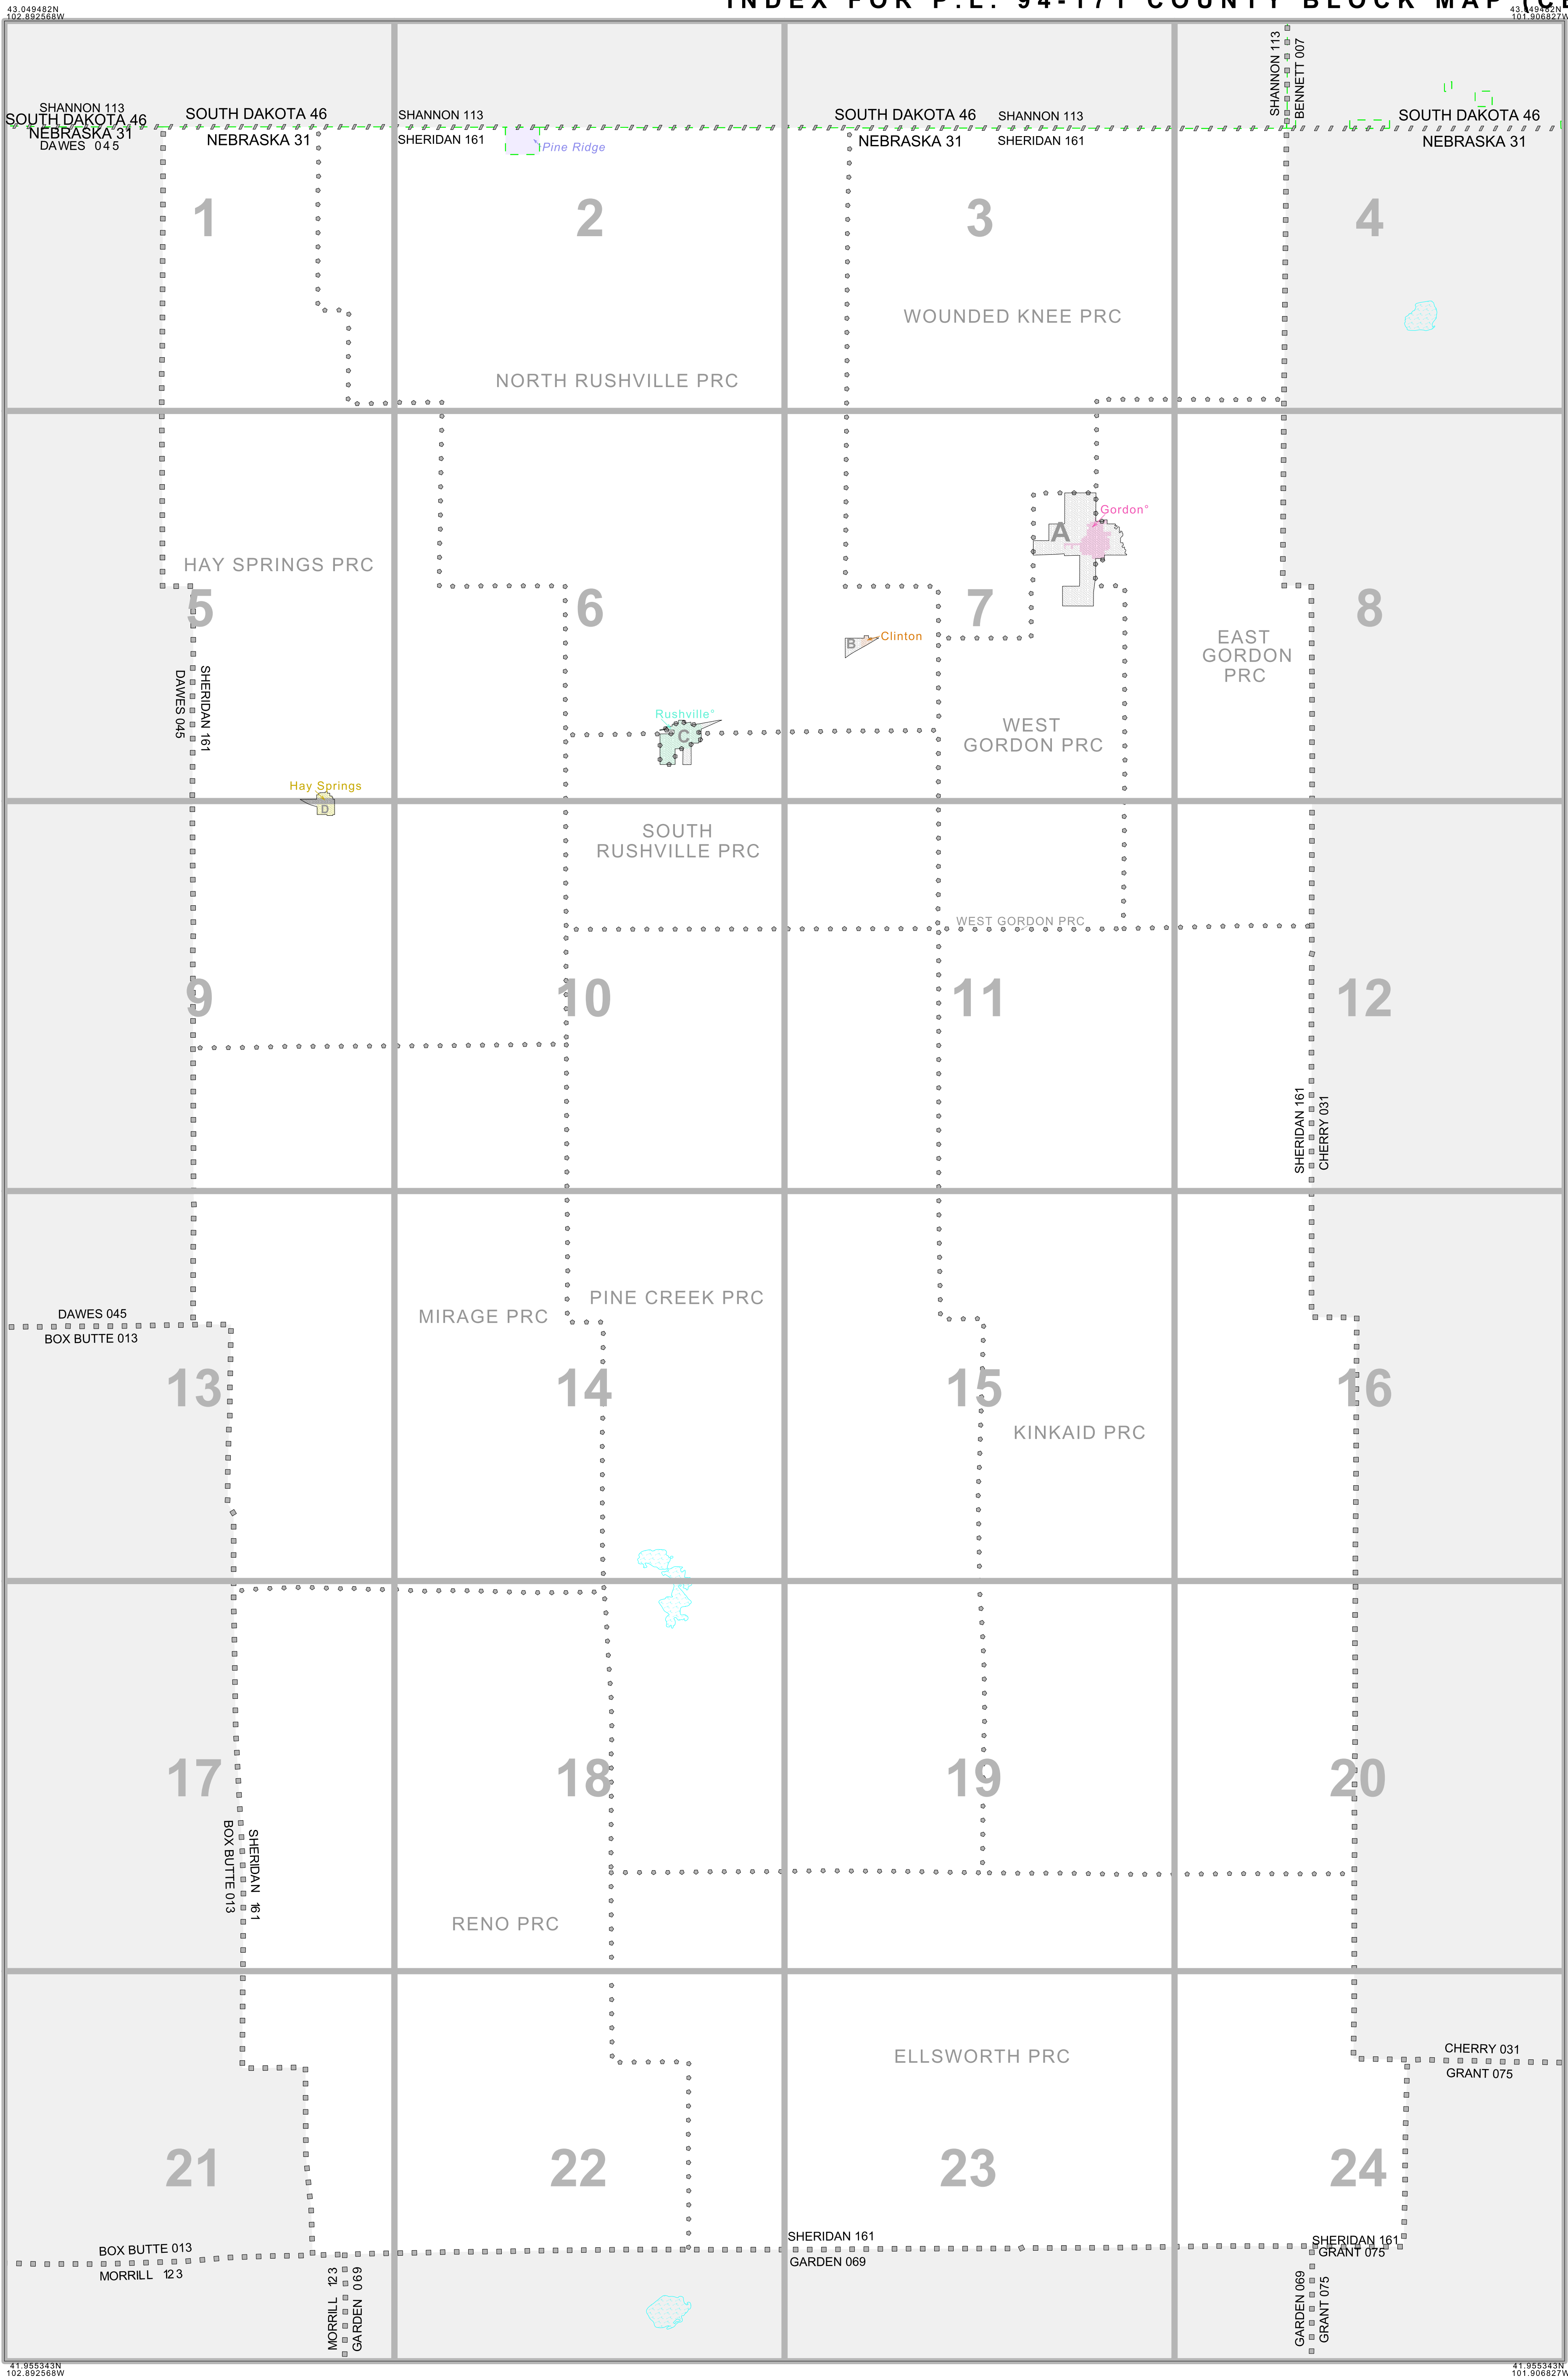 INDEX FOR P.L. 94-171 COUNTY BLOCK MAP
43.049482N
102.892568W
101.906827W
SHANNON 113
BENNETT 007
SHANNON 113
SOUTH DAKOTA 46
NEBRASKA 31
DAWES 045
SOUTH DAKOTA 46
NEBRASKA 31
SHANNON 113
SHERIDAN 161
Pine Ridge
SOUTH DAKOTA 46
NEBRASKA 31
SHANNON 113
SHERIDAN 161
SOUTH DAKOTA 46
NEBRASKA 31
1
2
3
4
WOUNDED KNEE PRC
NORTH RUSHVILLE PRC
Gordon°
A
HAY SPRINGS PRC
5
6
7
8
B
Clinton
EAST
GORDON
PRC
DAWES 045
SHERIDAN 161
Rushville°
C
WEST
GORDON PRC
Hay Springs
D
SOUTH
RUSHVILLE PRC
WEST GORDON PRC
9
10
11
12
SHERIDAN 161
CHERRY 031
PINE CREEK PRC
MIRAGE PRC
DAWES 045
BOX BUTTE 013
13
14
15
16
KINKAID PRC
17
18
19
20
BOX BUTTE 013
SHERIDAN 161
RENO PRC
ELLSWORTH PRC
CHERRY 031
GRANT 075
21
22
23
24
BOX BUTTE 013
MORRILL 123
SHERIDAN 161
GARDEN 069
SHERIDAN 161
GRANT 075
MORRILL 123
GARDEN 069
GARDEN 069
GRANT 075
41.955343N
102.892568W
41.955343N
101.906827W